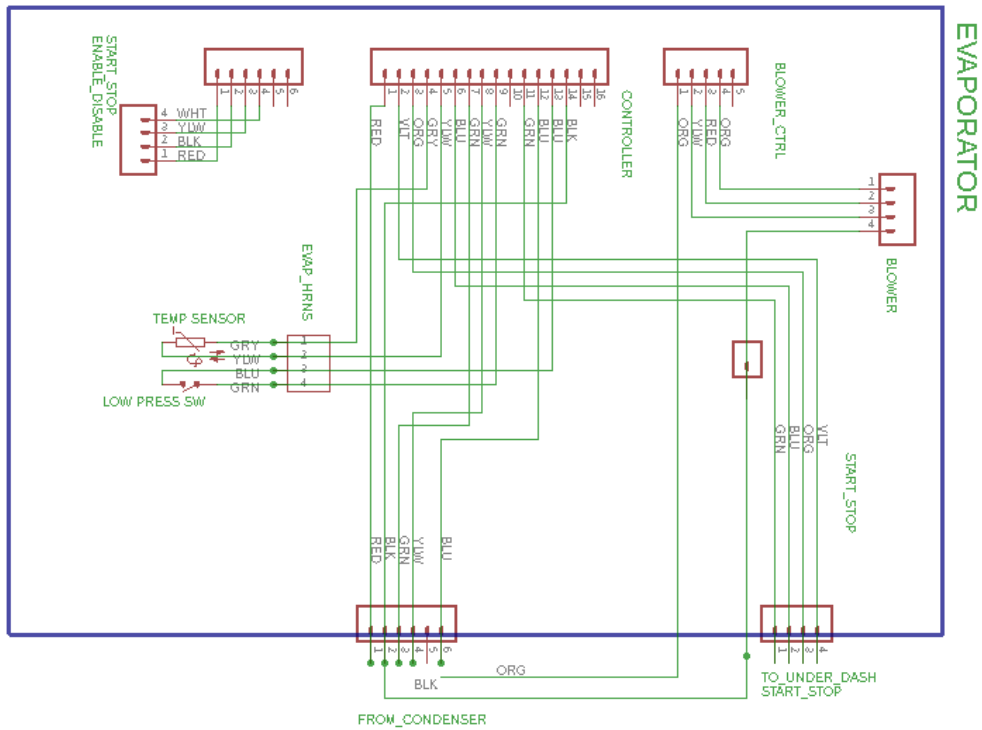 EVAPORATOR
START_STOP
ENABLE_DISABLE
1 2 3 4 5 6
4 WHT
3 YLW
2 BLK
1 RED
1 2 3 4 5 6 7 8 9 10 11 12 13 14 15 16
RED VLT ORG GRY YLW BLU GRN YLW GRN GRN BLU BLU BLK
CONTROLLER
1 2 3 4 5
ORG YLW RED ORG
BLOWER_CTRL
1
2
3
4
BLOWER
EVAP_HRNS
TEMP SENSOR
GRY 1
YLW 2
BLU 3
GRN 4
LOW PRESS SW
GRN BLU ORG VLT
START_STOP
RED BLK GRN YLW BLU
1 2 3 4 5 6
1 2 3 4
ORG
BLK
TO_UNDER_DASH
START_STOP
FROM_CONDENSER